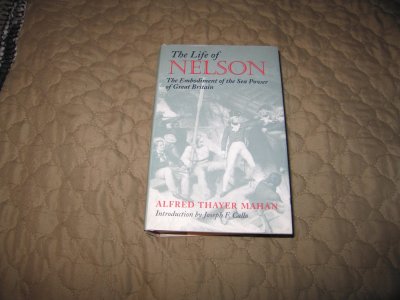 The Life of
NELSON
The Embodiment of the Sea Power
of Great Britain
ALFRED THAYER MAHAN
Introduction by Joseph F. Callo